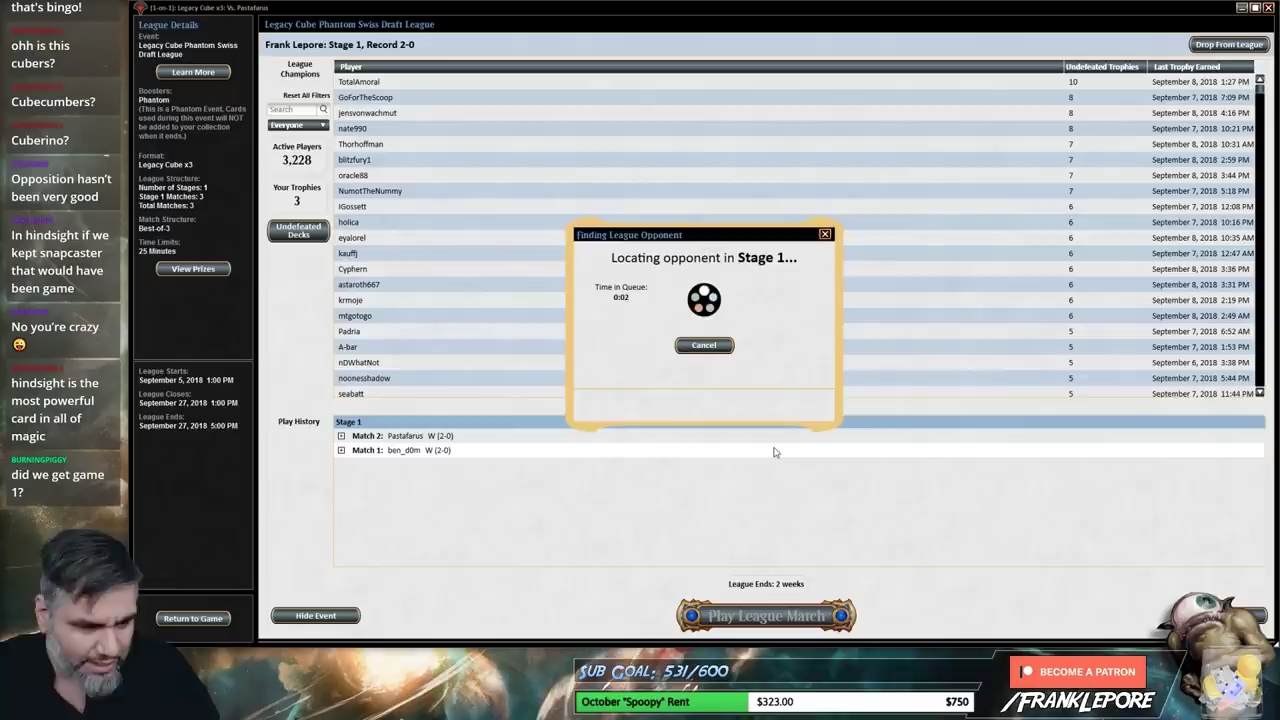 that's bingo!
ohh is this
cubers?
Cubecumbers?
Cuberino?
Opposition hasn't
been very good
In hindsight if we
kept snapcaster
that would have
been game
No you're crazy
hindsight is the
most powerful
card in all of
magic
BURNINGPIGGY
did we get game
1?
(1-on-1): Legacy Cube x3: Vs. Pastafarus
League Details
Event:
Legacy Cube Phantom Swiss
Draft League
Learn More
Boosters:
Phantom
(This is a Phantom Event. Cards
used during this event will NOT
be added to your collection
when it ends.)
Format:
Legacy Cube x3
League Structure:
Number of Stages: 1
Stage 1 Matches: 3
Total Matches: 3
Match Structure:
Best-of-3
Time Limits:
25 Minutes
View Prizes
League Starts:
September 5, 2018 1:00 PM
League Closes:
September 27, 2018 1:00 PM
League Ends:
September 27, 2018 5:00 PM
Return to Game
Legacy Cube Phantom Swiss Draft League
Frank Lepore: Stage 1, Record 2-0
Drop From League
League
Champions
Reset All Filters
Search
Everyone
Active Players
3,228
Your Trophies
3
Undefeated
Decks
Player Undefeated Trophies Last Trophy Earned
TotalAmoral 10 September 8, 2018 1:27 PM
GoForTheScoop 8 September 7, 2018 7:09 PM
jensvonwachmut 8 September 8, 2018 4:16 PM
nate990 8 September 7, 2018 10:21 PM
Thorhoffman 7 September 8, 2018 10:31 AM
blitzfury1 7 September 8, 2018 2:59 PM
oracle88 7 September 8, 2018 3:44 PM
NumotTheNummy 7 September 7, 2018 5:18 PM
IGossett 6 September 7, 2018 12:08 PM
holica 6 September 7, 2018 10:16 PM
eyalorel 6 September 8, 2018 10:35 AM
kauffj 6 September 7, 2018 12:47 AM
Cyphern 6 September 8, 2018 3:36 PM
astaroth667 6 September 8, 2018 3:31 PM
krmoje 6 September 8, 2018 2:19 PM
mtgotogo 6 September 8, 2018 2:49 AM
Padria 5 September 7, 2018 6:52 AM
A-bar 5 September 8, 2018 1:53 PM
nDWhatNot 5 September 6, 2018 3:38 PM
noonesshadow 5 September 7, 2018 5:44 PM
seabatt 5 September 7, 2018 11:44 PM
Finding League Opponent
Locating opponent in Stage 1...
Time in Queue:
0:02
Cancel
Play History
Stage 1
Match 2: Pastafarus W (2-0)
Match 1: ben_d0m W (2-0)
League Ends: 2 weeks
Hide Event
Play League Match
SUB GOAL: 531/600
October "Spoopy" Rent $323.00 $750
BECOME A PATRON
/FRANKLEPORE